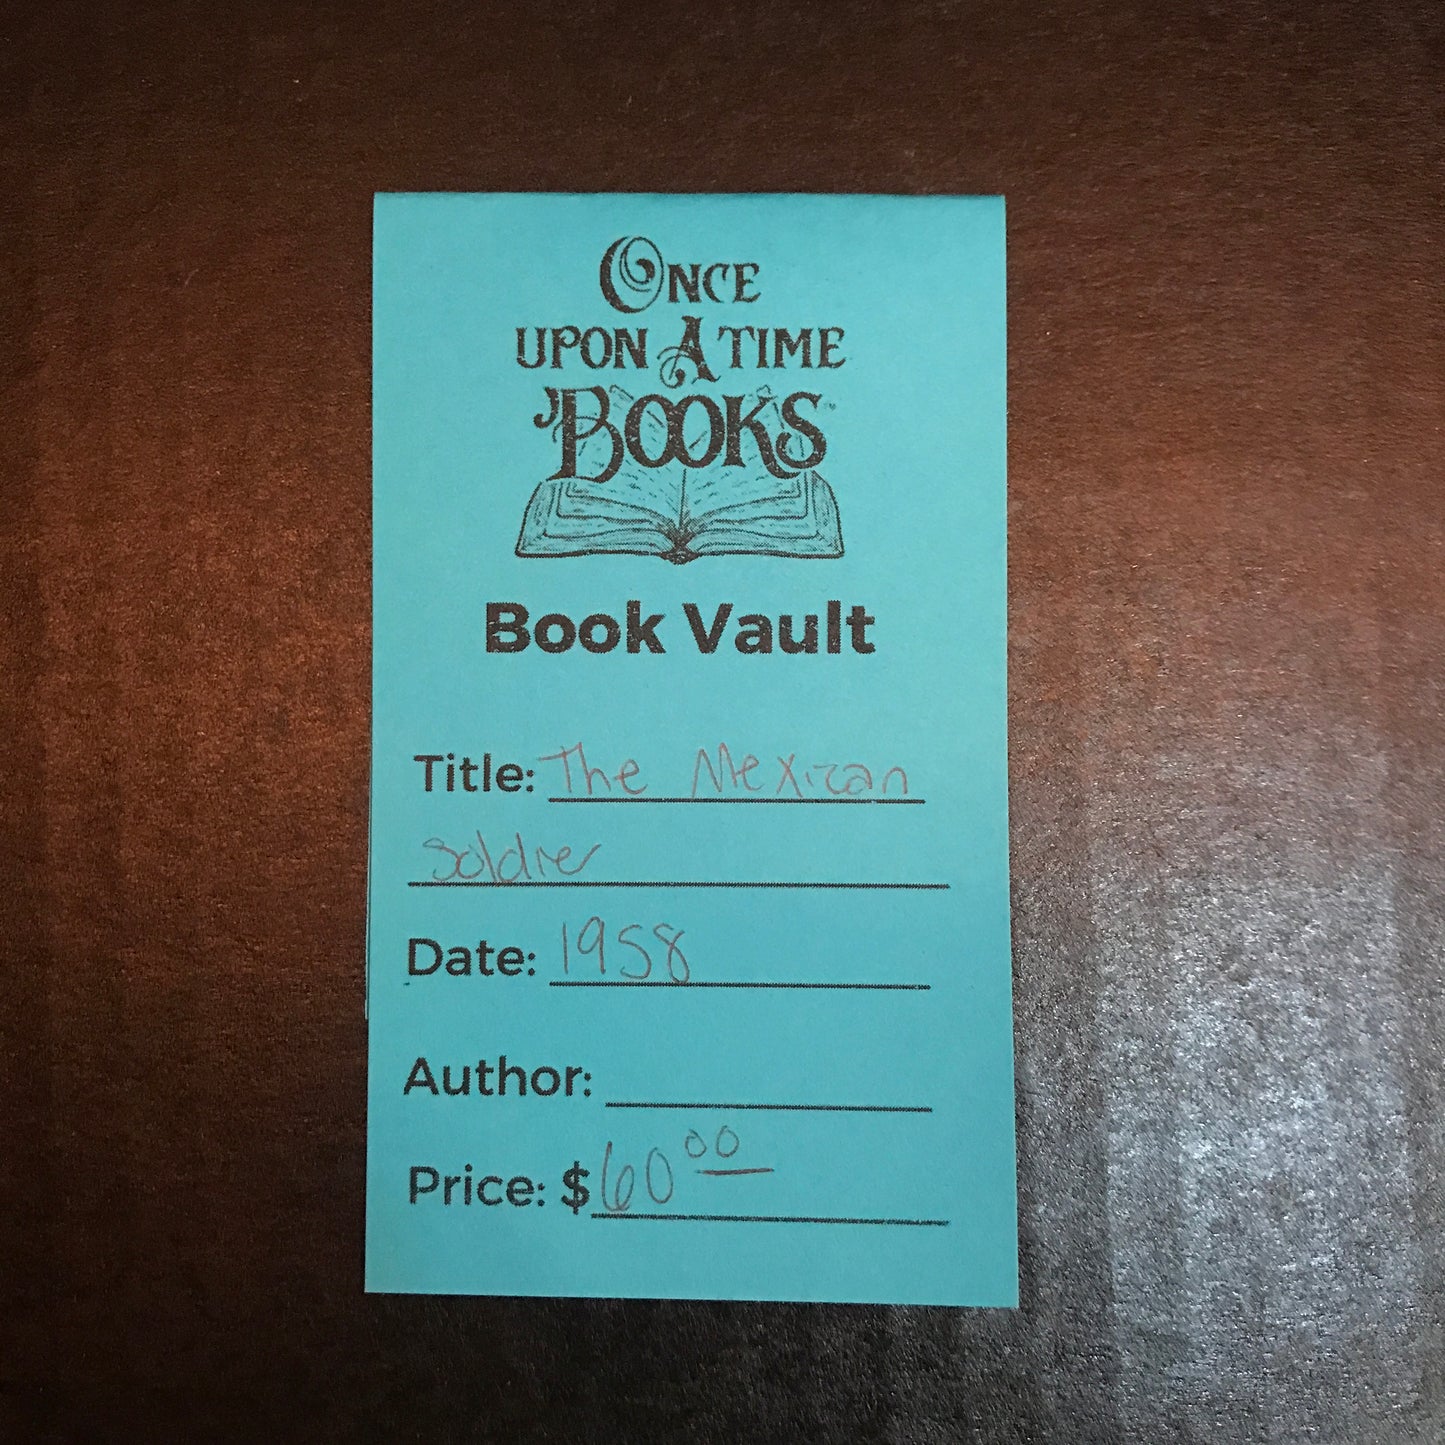 ONCE
UPON A TIME
BOOKS
Book Vault
Title: The Mexican
Soldier
Date: 1958
Author:
Price: $60.00